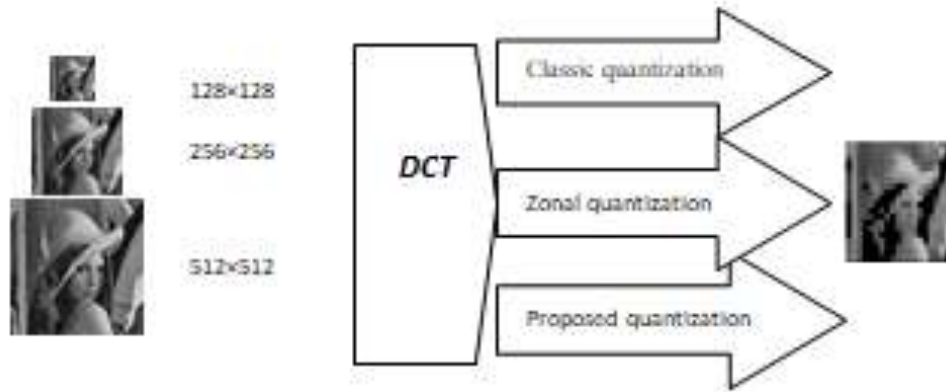 128×128
256×256
512×512
DCT
Classic quantization
Zonal quantization
Proposed quantization